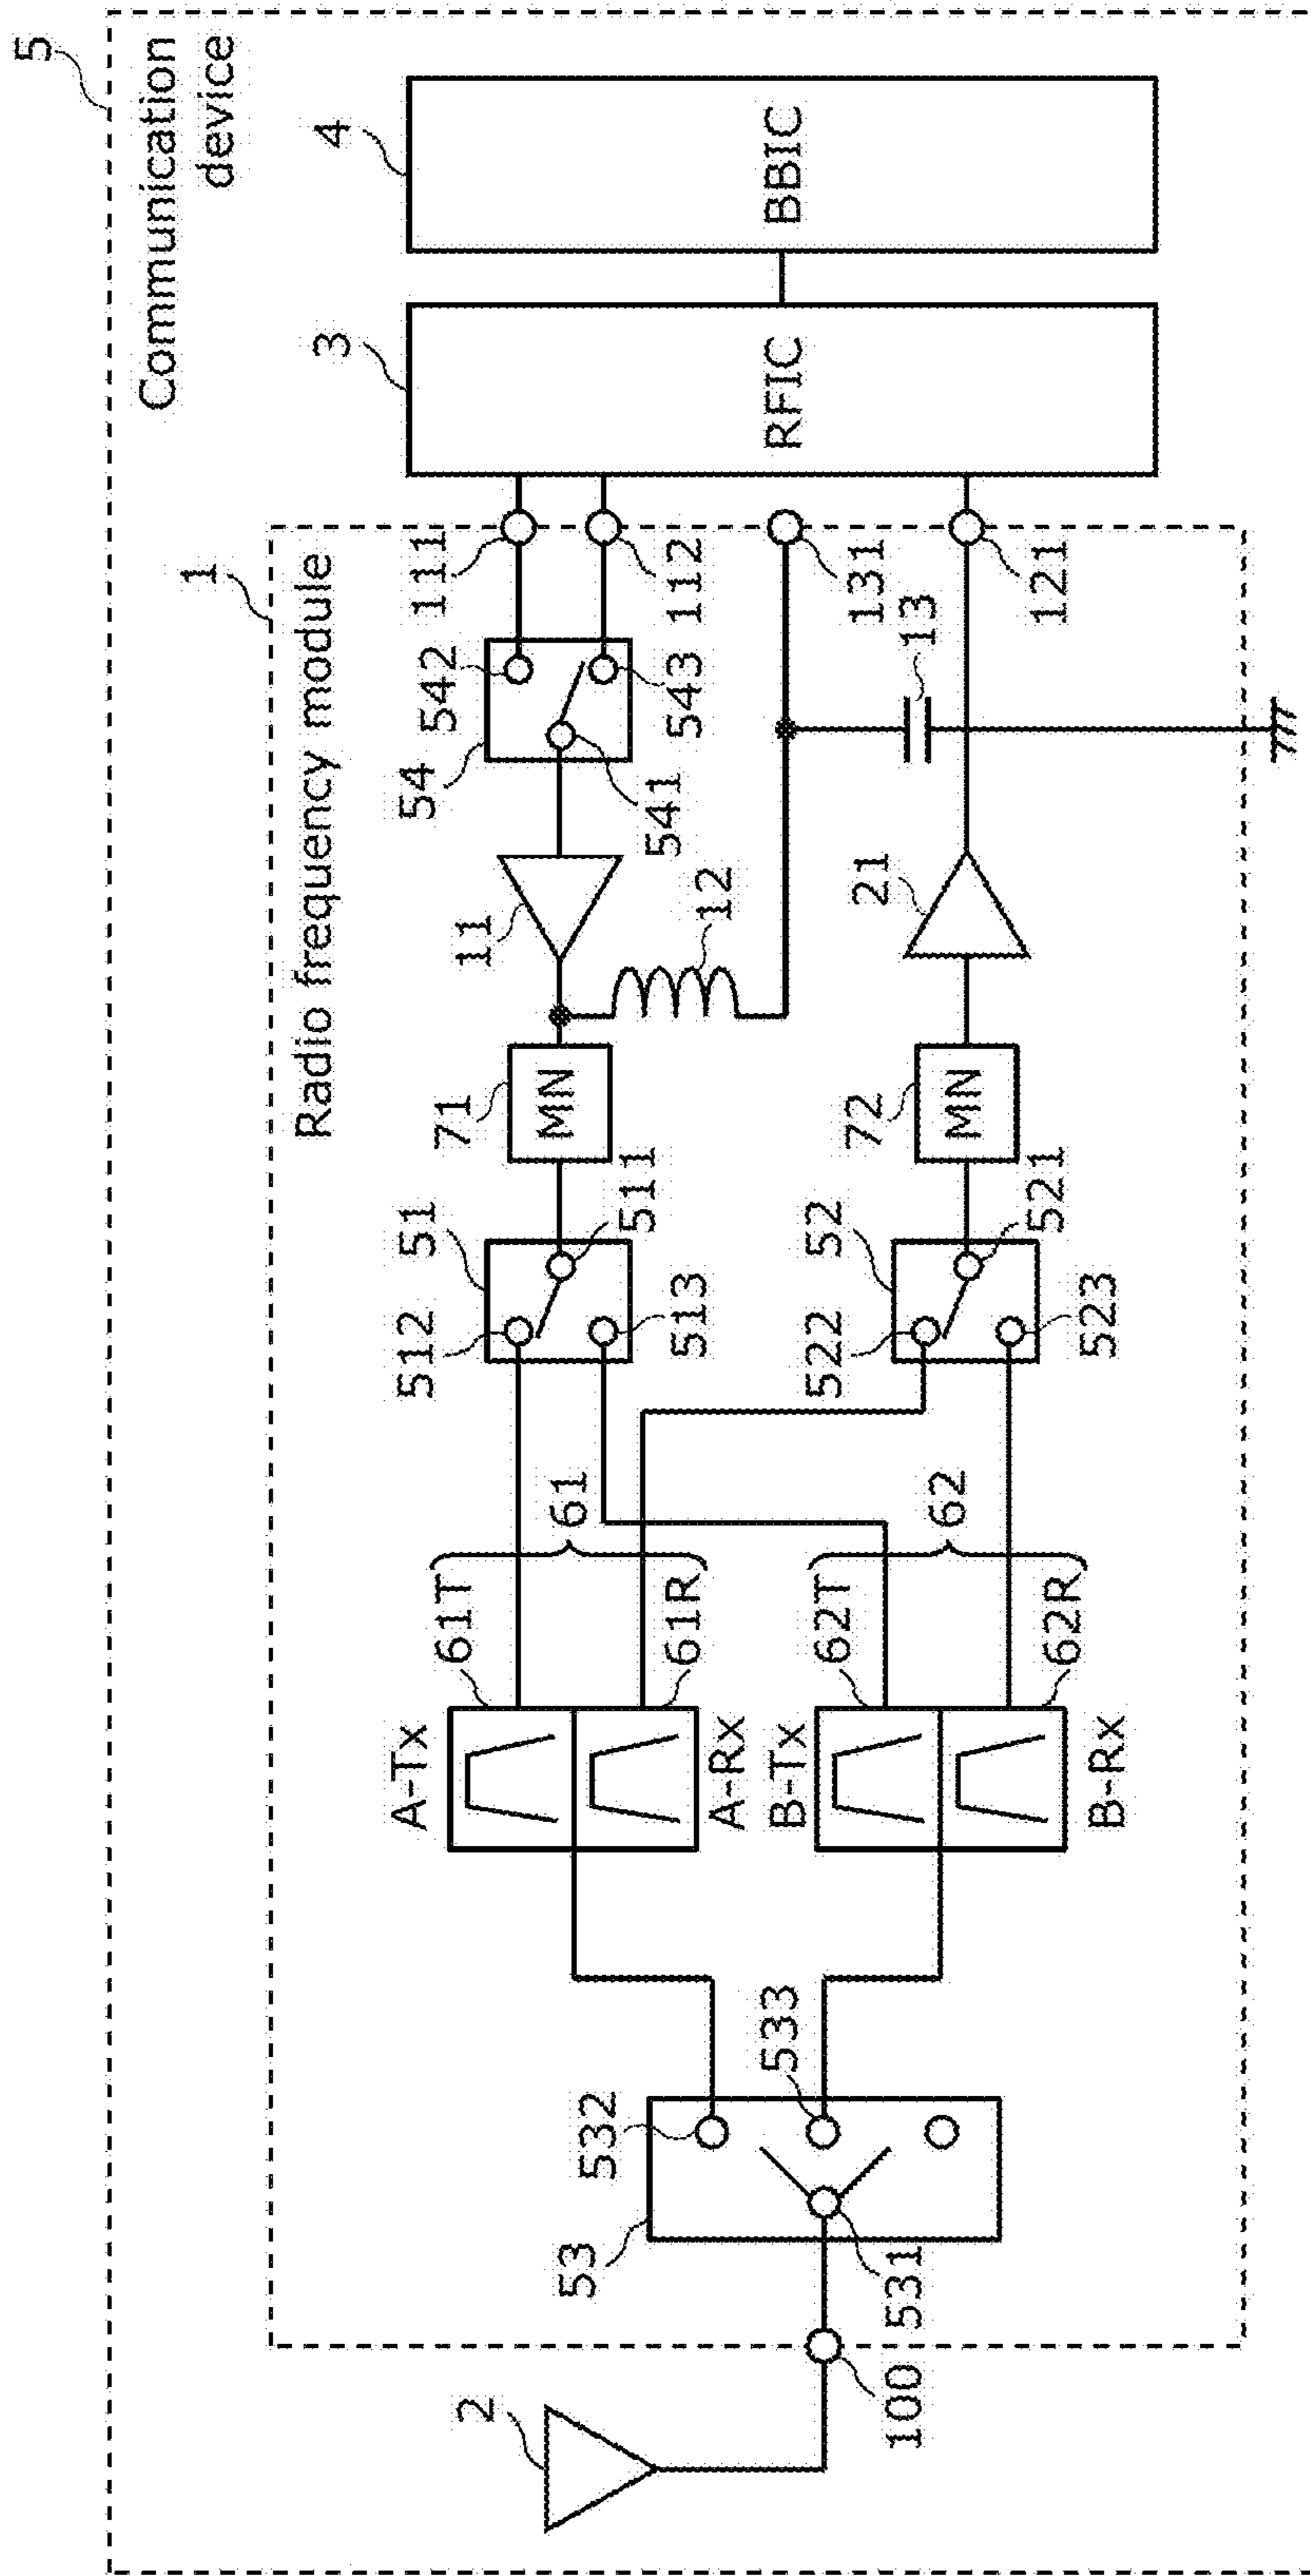 5
Communication
device
1
Radio frequency module
2
100
53
531
532
533
A-Tx
61T
61
61R
A-Rx
B-Tx
62T
62
62R
B-Rx
512
51
511
513
522
52
521
523
71
MN
72
MN
11
12
21
54
541
542
543
13
111
112
131
121
3
RFIC
4
BBIC